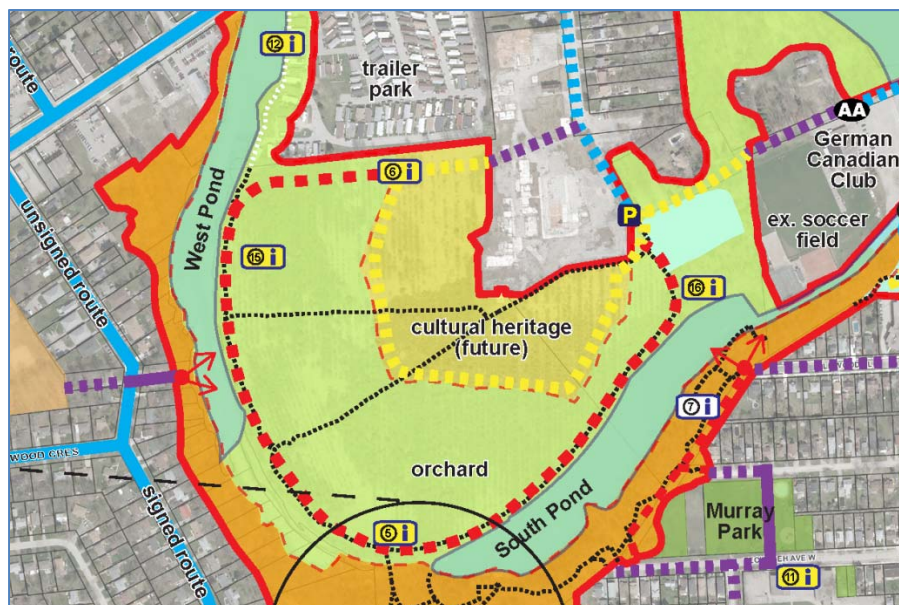 12 i
trailer
park
route
AA
German
Canadian
Club
6 i
West Pond
P
ex. soccer
field
unsigned route
15 i
16 i
cultural heritage
(future)
7 i
WOOD CRES
orchard
signed route
South Pond
Murray
Park
5 i
AVE W
11 i